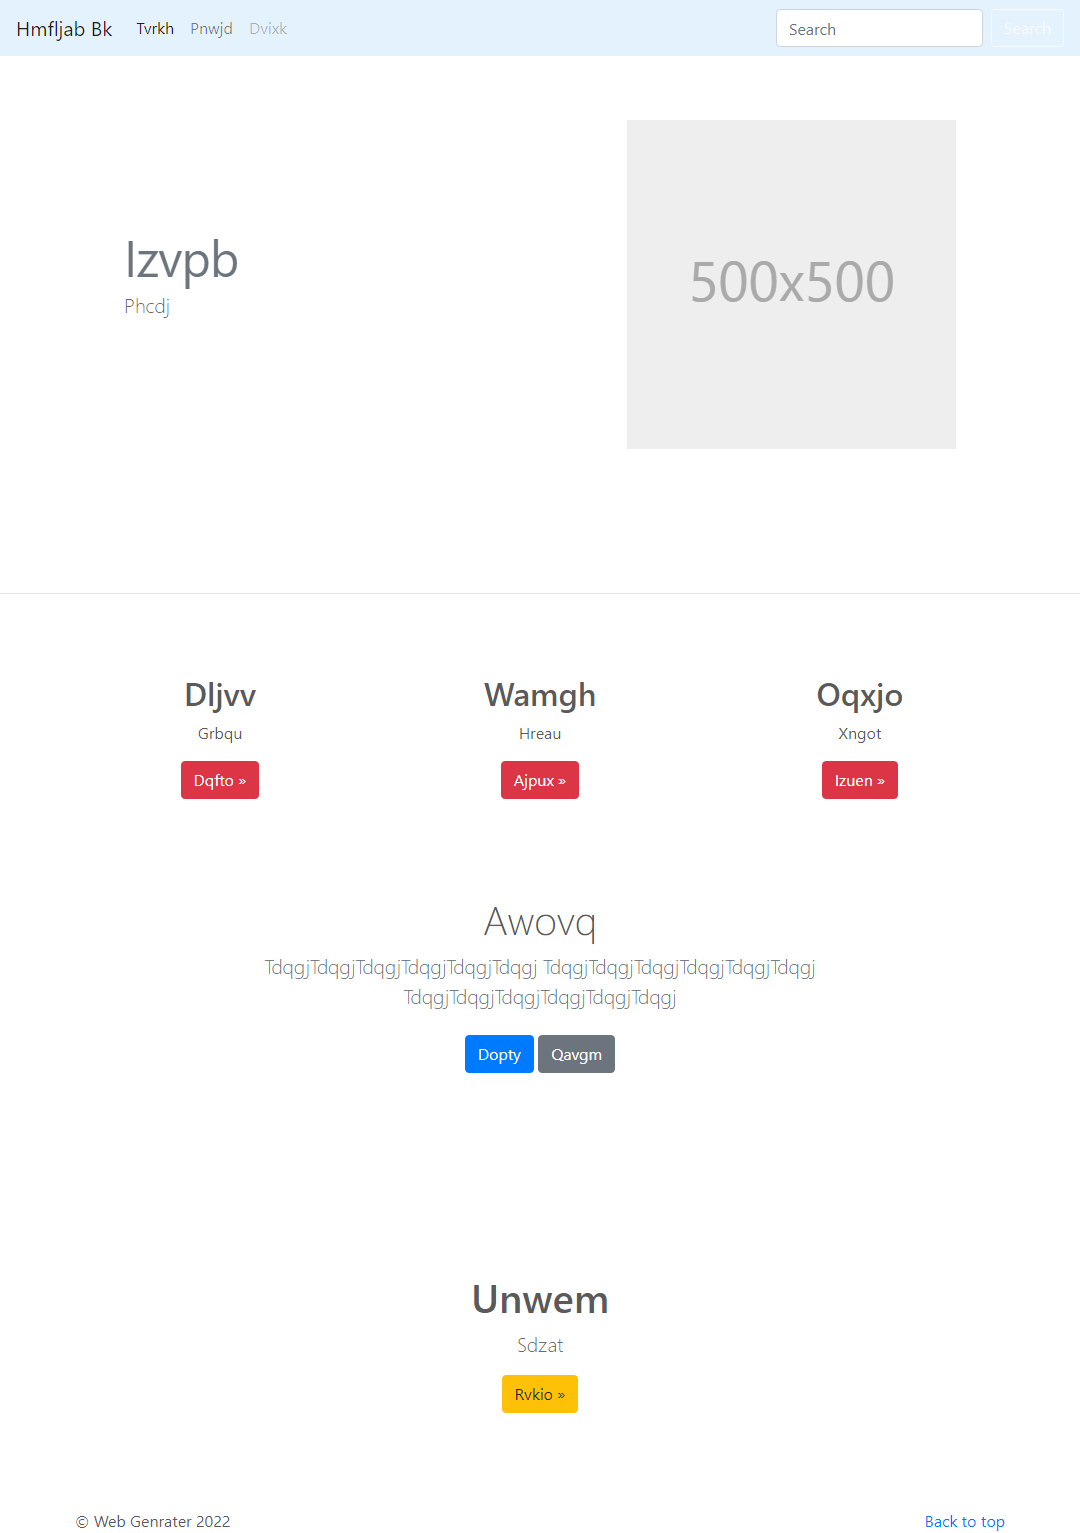 Hmfljab Bk Tvrkh Pnwjd Dvixk Search Search
Izvpb
Phcdj
500x500
Dljvv Wamgh Oqxjo
Grbqu Hreau Xngot
Dqfto » Ajpux » Izuen »
Awovq
TdqgjTdqgjTdqgjTdqgjTdqgjTdqgj TdqgjTdqgjTdqgjTdqgjTdqgjTdqgj
TdqgjTdqgjTdqgjTdqgjTdqgjTdqgj
Dopty Qavgm
Unwem
Sdzat
Rvkio »
© Web Genrater 2022 Back to top